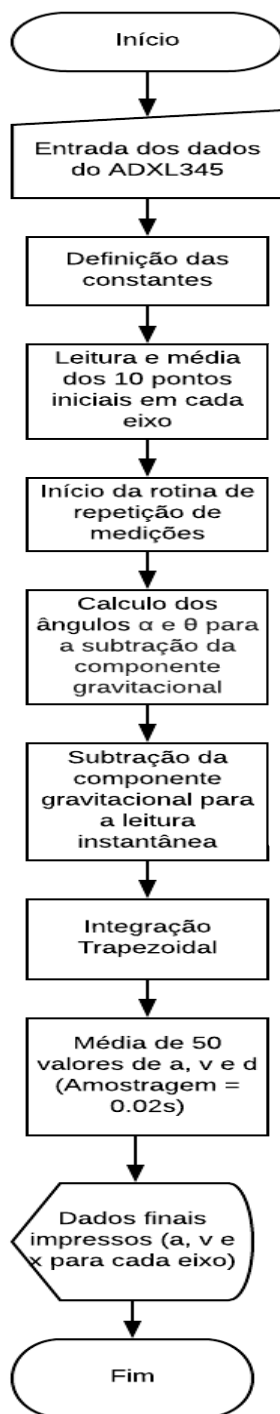 Início
Entrada dos dados
do ADXL345
Definição das
constantes
Leitura e média
dos 10 pontos
iniciais em cada
eixo
Início da rotina de
repetição de
medições
Calculo dos
ângulos α e θ para
a subtração da
componente
gravitacional
Subtração da
componente
gravitacional para
a leitura
instantânea
Integração
Trapezoidal
Média de 50
valores de a, v e d
(Amostragem =
0.02s)
Dados finais
impressos (a, v e
x para cada eixo)
Fim